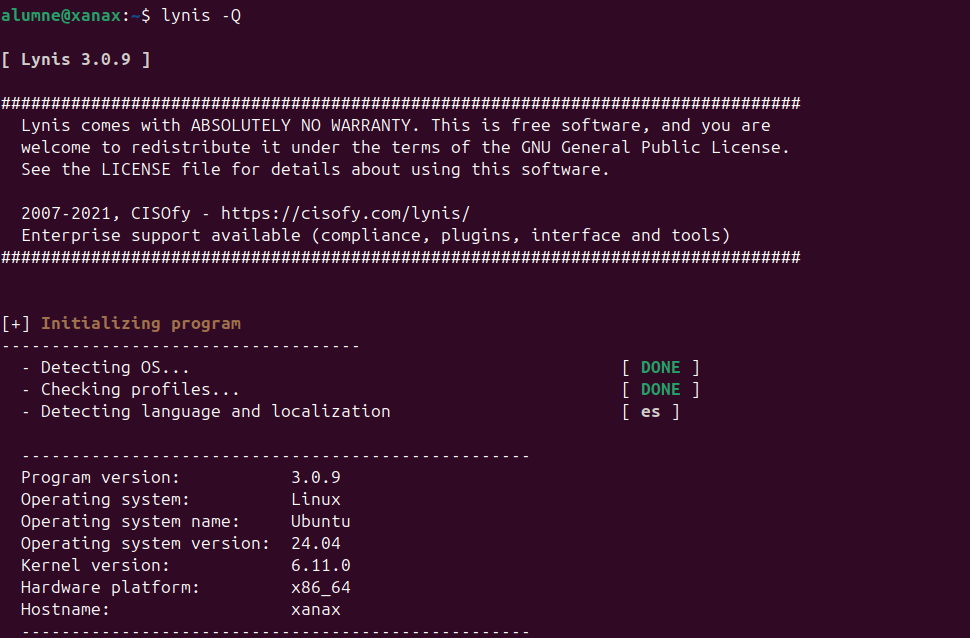 alumne@xanax:~$ lynis -Q
[ Lynis 3.0.9 ]
################################################################################
Lynis comes with ABSOLUTELY NO WARRANTY. This is free software, and you are
welcome to redistribute it under the terms of the GNU General Public License.
See the LICENSE file for details about using this software.
2007-2021, CISOfy - https://cisofy.com/lynis/
Enterprise support available (compliance, plugins, interface and tools)
################################################################################
[+] Initializing program
------------------------------------
- Detecting OS... [ DONE ]
- Checking profiles... [ DONE ]
- Detecting language and localization [ es ]
---------------------------------------------------
Program version: 3.0.9
Operating system: Linux
Operating system name: Ubuntu
Operating system version: 24.04
Kernel version: 6.11.0
Hardware platform: x86_64
Hostname: xanax
---------------------------------------------------